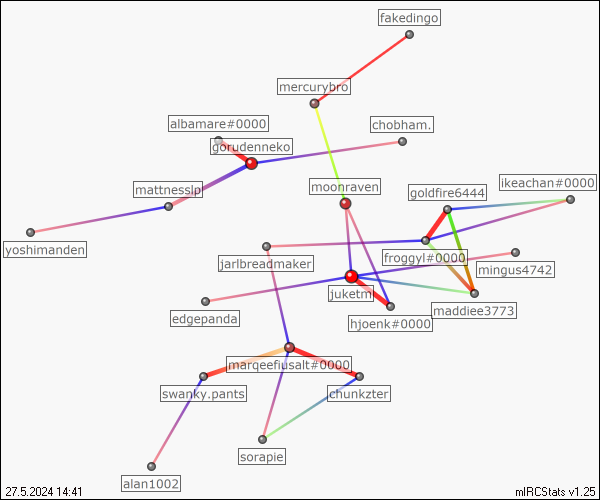 fakedingo
mercurybro
albamare#0000
chobham.
gorudenneko
ikeachan#0000
mattnesslp
moonraven
goldfire6444
yoshimanden
jarlbreadmaker
froggyl#0000
mingus4742
juketm
edgepanda
hjoenk#0000
maddiee3773
marqeefiusalt#0000
swanky.pants
chunkzter
sorapie
alan1002
27.5.2024 14:41
mIRCStats v1.25